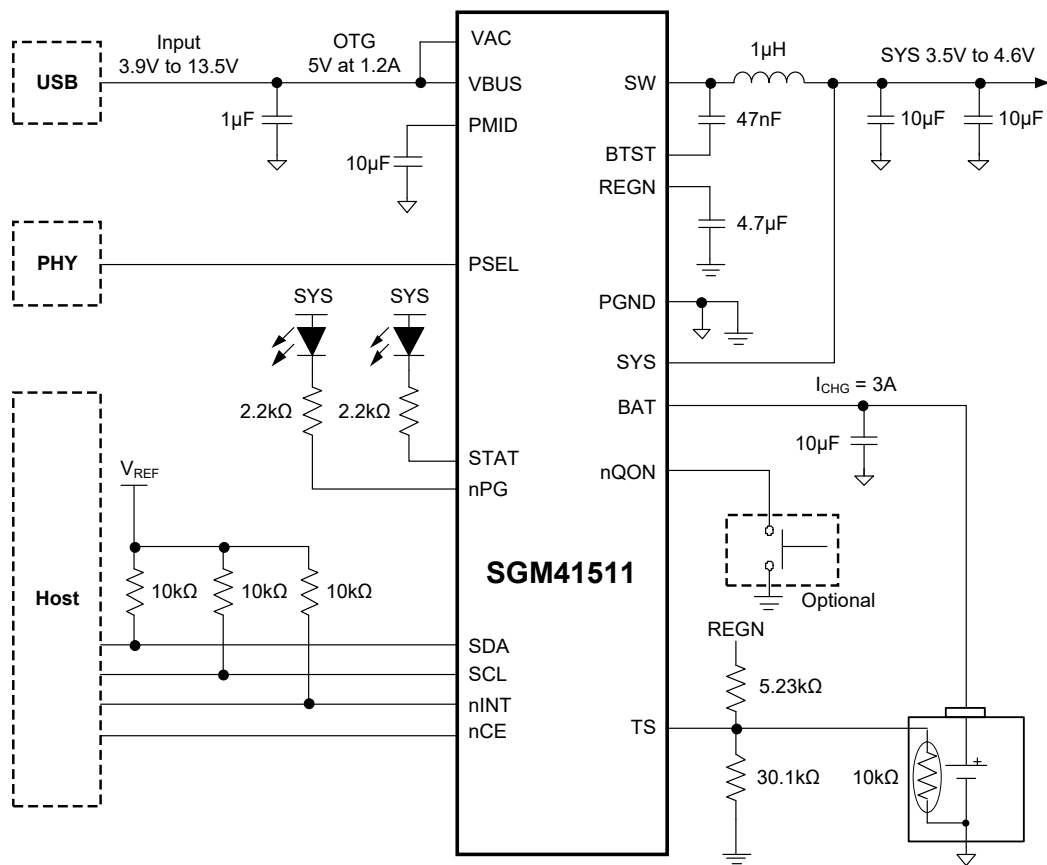 Input
3.9V to 13.5V
OTG
5V at 1.2A
USB
1μF
10μF
VAC
VBUS
PMID
PHY
PSEL
SYS
SYS
2.2kΩ
2.2kΩ
STAT
nPG
V_REF
Host
10kΩ
10kΩ
10kΩ
SDA
SCL
nINT
nCE
SGM41511
SW
BTST
REGN
PGND
SYS
BAT
nQON
TS
1μH
SYS 3.5V to 4.6V
47nF
10μF
10μF
4.7μF
I_CHG = 3A
10μF
Optional
REGN
5.23kΩ
30.1kΩ
10kΩ
+